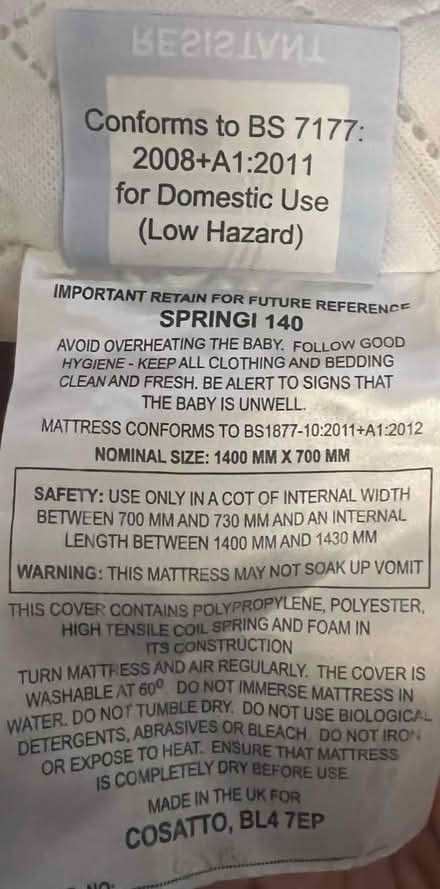 RESISTANT
Conforms to BS 7177:
2008+A1:2011
for Domestic Use
(Low Hazard)
IMPORTANT RETAIN FOR FUTURE REFERENCE
SPRINGI 140
AVOID OVERHEATING THE BABY. FOLLOW GOOD
HYGIENE - KEEP ALL CLOTHING AND BEDDING
CLEAN AND FRESH. BE ALERT TO SIGNS THAT
THE BABY IS UNWELL.
MATTRESS CONFORMS TO BS1877-10:2011+A1:2012
NOMINAL SIZE: 1400 MM X 700 MM
SAFETY: USE ONLY IN A COT OF INTERNAL WIDTH
BETWEEN 700 MM AND 730 MM AND AN INTERNAL
LENGTH BETWEEN 1400 MM AND 1430 MM
WARNING: THIS MATTRESS MAY NOT SOAK UP VOMIT
THIS COVER CONTAINS POLYPROPYLENE, POLYESTER,
HIGH TENSILE COIL SPRING AND FOAM IN
ITS CONSTRUCTION
TURN MATTRESS AND AIR REGULARLY. THE COVER IS
WASHABLE AT 60º. DO NOT IMMERSE MATTRESS IN
WATER. DO NOT TUMBLE DRY. DO NOT USE BIOLOGICAL
DETERGENTS, ABRASIVES OR BLEACH. DO NOT IRON
OR EXPOSE TO HEAT. ENSURE THAT MATTRESS
IS COMPLETELY DRY BEFORE USE.
MADE IN THE UK FOR
COSATTO, BL4 7EP
NO: